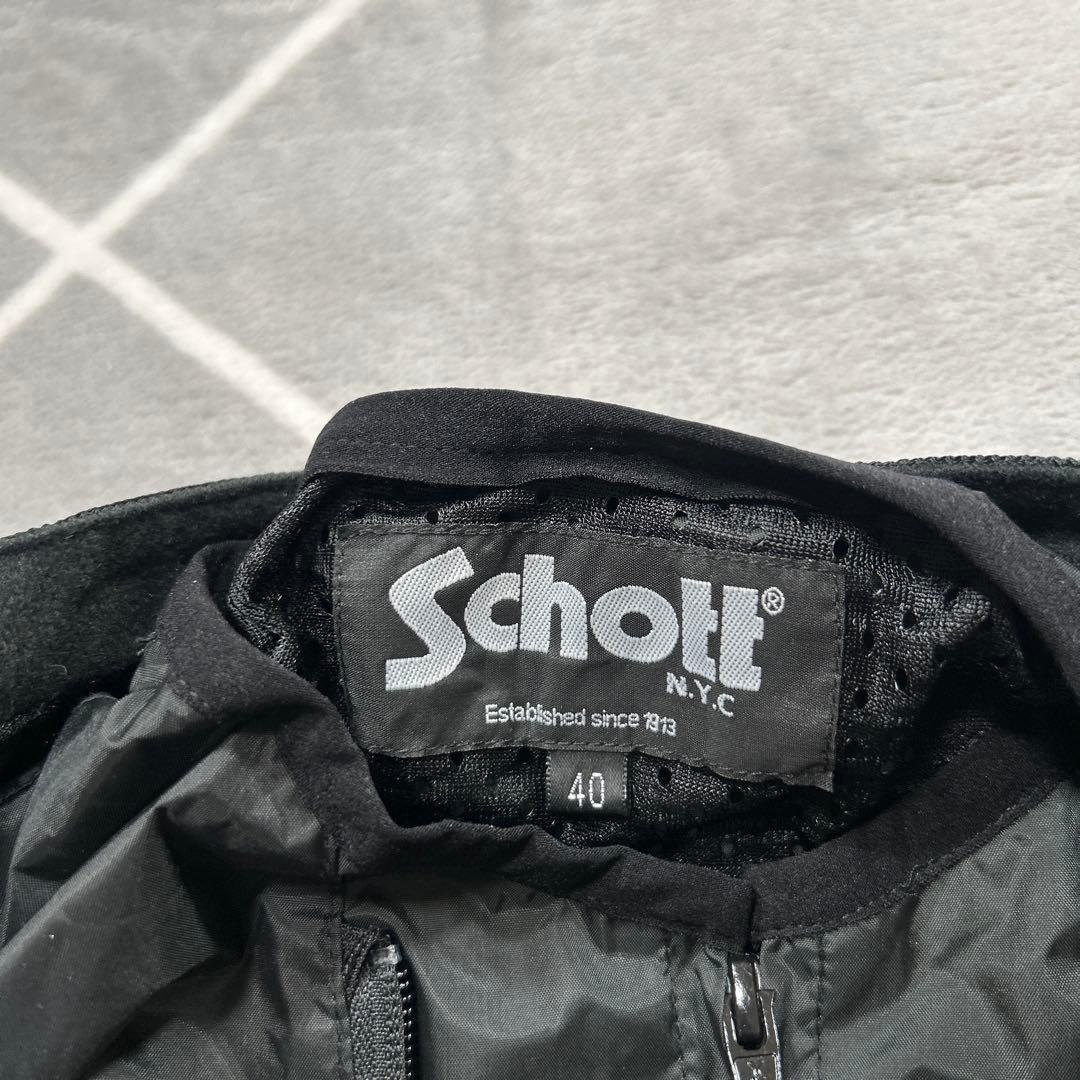 Schott®
N.Y.C
Established since 1913
40